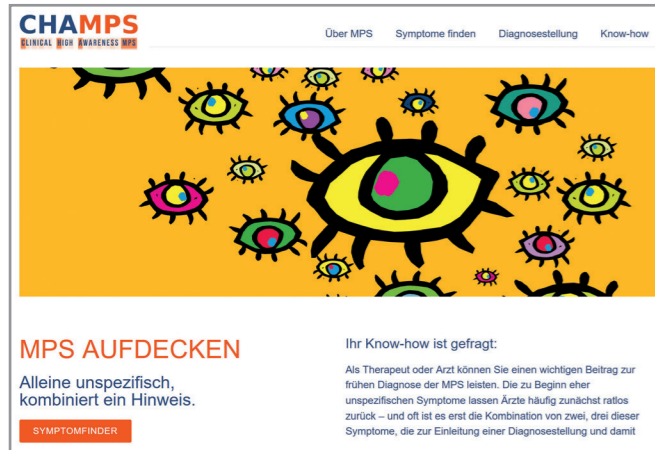 CHAMPS
CLINICAL HIGH AWARENESS MPS
Über MPS Symptome finden Diagnosestellung Know-how
MPS AUFDECKEN
Alleine unspezifisch,
kombiniert ein Hinweis.
SYMPTOMFINDER
Ihr Know-how ist gefragt:
Als Therapeut oder Arzt können Sie einen wichtigen Beitrag zur
frühen Diagnose der MPS leisten. Die zu Beginn eher
unspezifischen Symptome lassen Ärzte häufig zunächst ratlos
zurück – und oft ist es erst die Kombination von zwei, drei dieser
Symptome, die zur Einleitung einer Diagnosestellung und damit